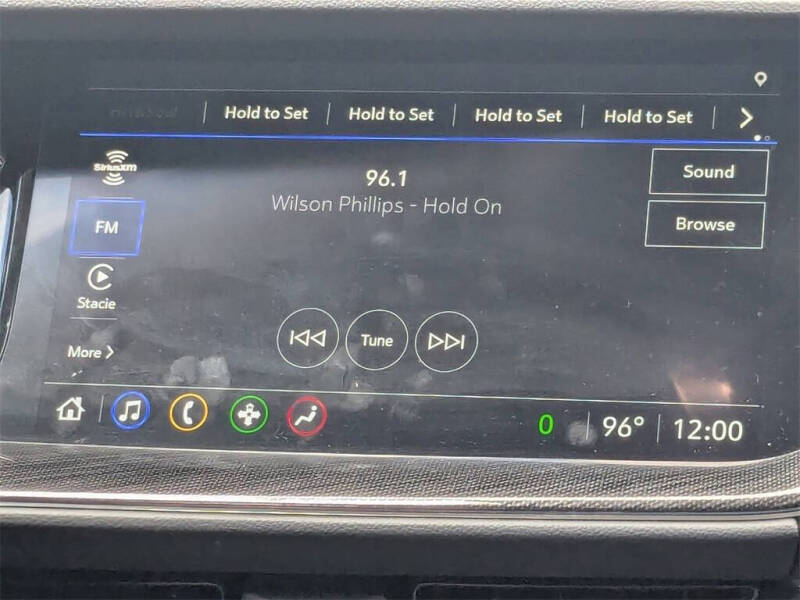 Hold to Set
Hold to Set
Hold to Set
Hold to Set
SiriusXM
96.1
Sound
Wilson Phillips - Hold On
FM
Browse
Stacie
Tune
More
0
96°
12:00